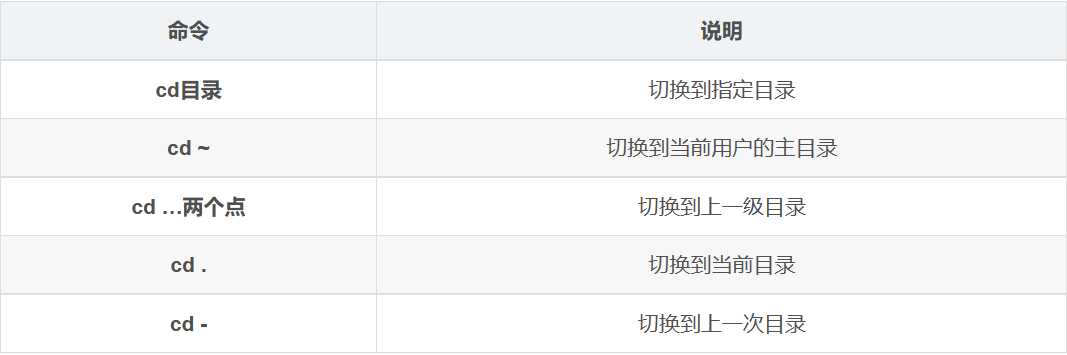 命令 说明
cd目录 切换到指定目录
cd ~ 切换到当前用户的主目录
cd …两个点 切换到上一级目录
cd . 切换到当前目录
cd - 切换到上一次目录